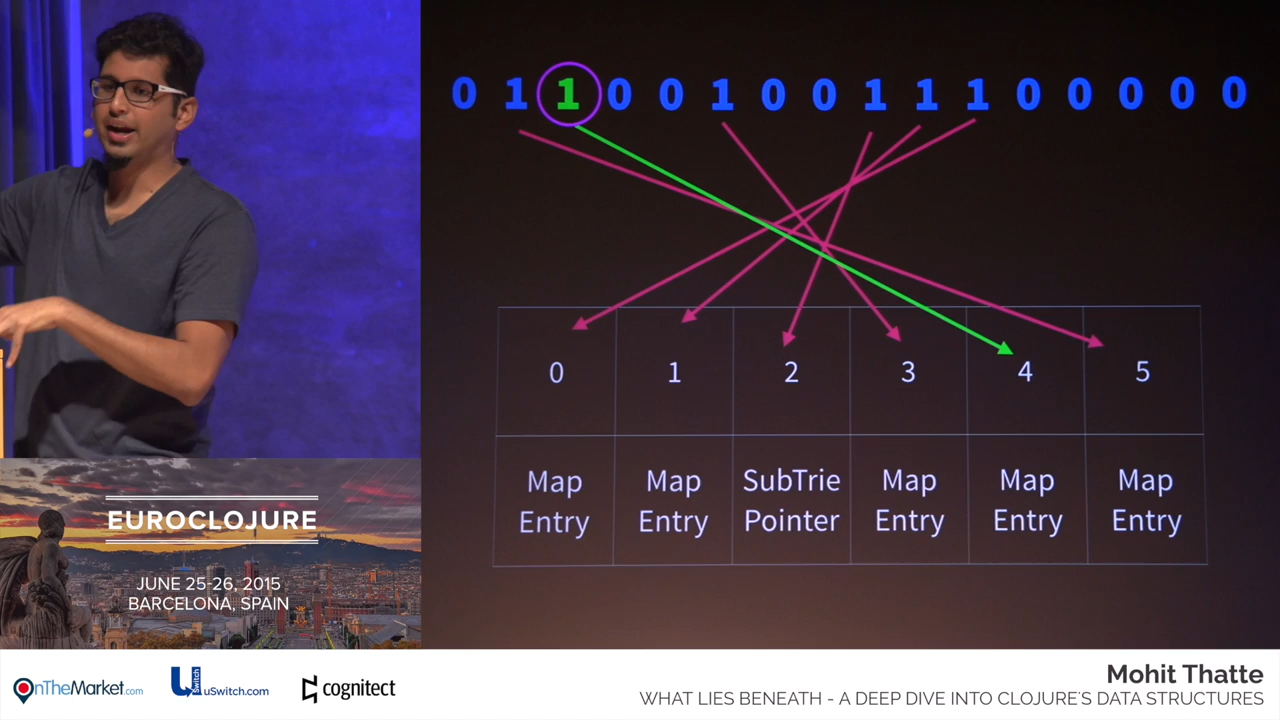 0 1 1 0 0 1 0 0 1 1 1 0 0 0 0 0
0 1 2 3 4 5
Map Entry
Map Entry
SubTrie Pointer
Map Entry
Map Entry
Map Entry
EUROCLOJURE
JUNE 25-26, 2015
BARCELONA, SPAIN
OnTheMarket.com
U Switch uSwitch.com
cognitect
Mohit Thatte
WHAT LIES BENEATH - A DEEP DIVE INTO CLOJURE'S DATA STRUCTURES